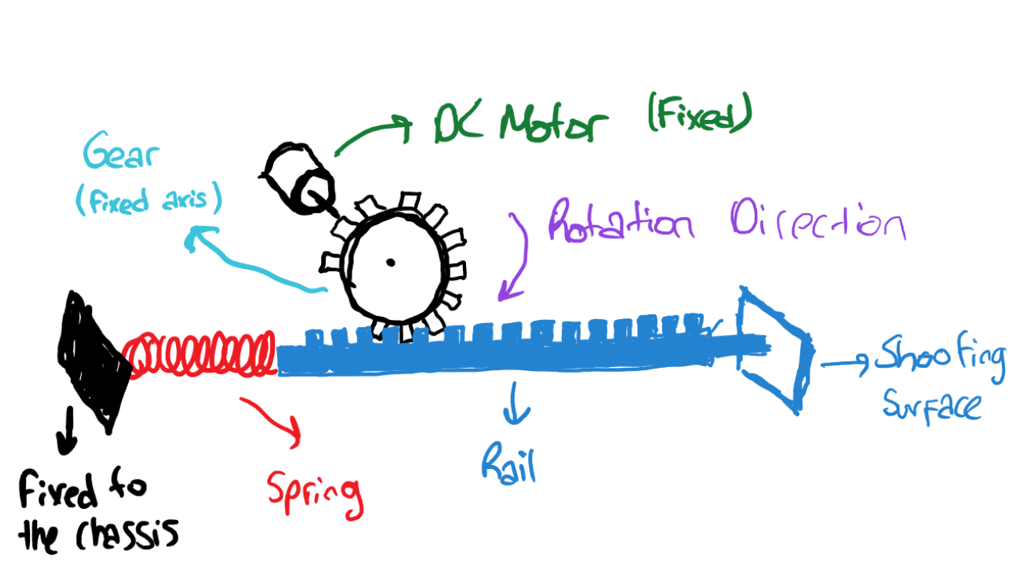 DC Motor (Fixed)
Gear
(fixed axis)
Rotation Direction
Shooting
Surface
Rail
Spring
fixed to
the chassis